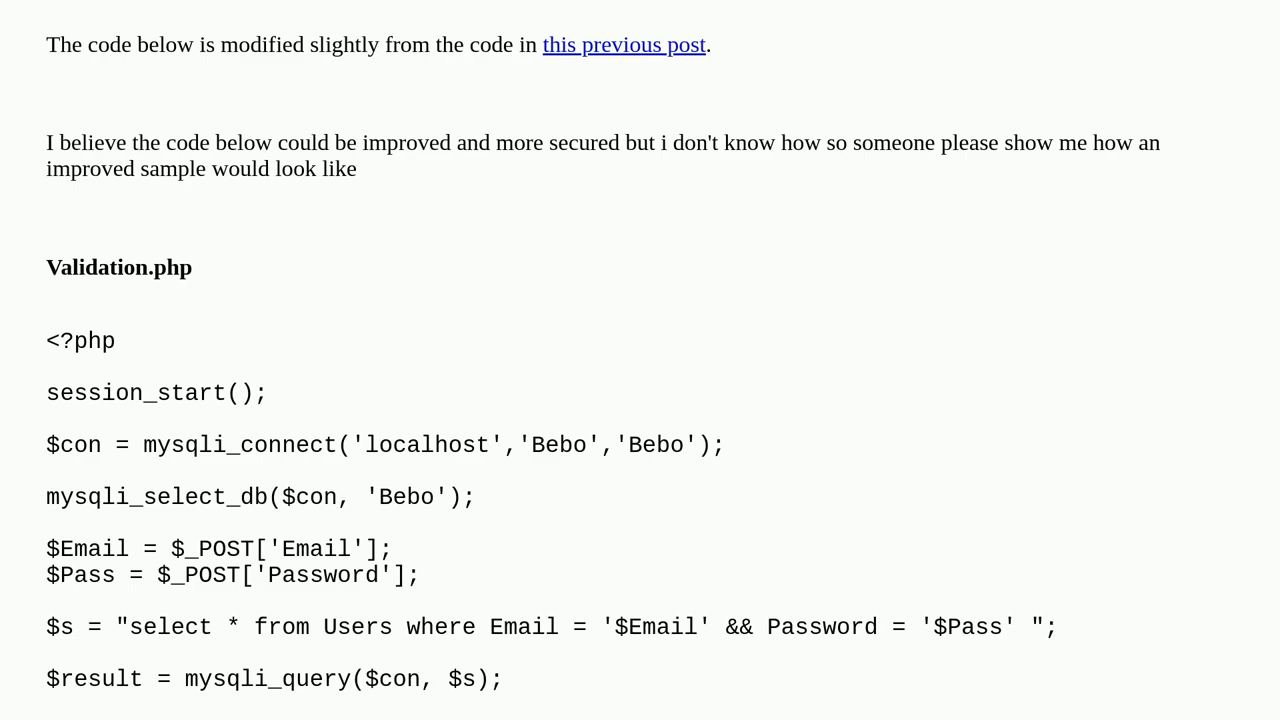 The code below is modified slightly from the code in this previous post.
I believe the code below could be improved and more secured but i don't know how so someone please show me how an
improved sample would look like
Validation.php
<?php
session_start();
$con = mysqli_connect('localhost','Bebo','Bebo');
mysqli_select_db($con, 'Bebo');
$Email = $_POST['Email'];
$Pass = $_POST['Password'];
$s = "select * from Users where Email = '$Email' && Password = '$Pass' ";
$result = mysqli_query($con, $s);